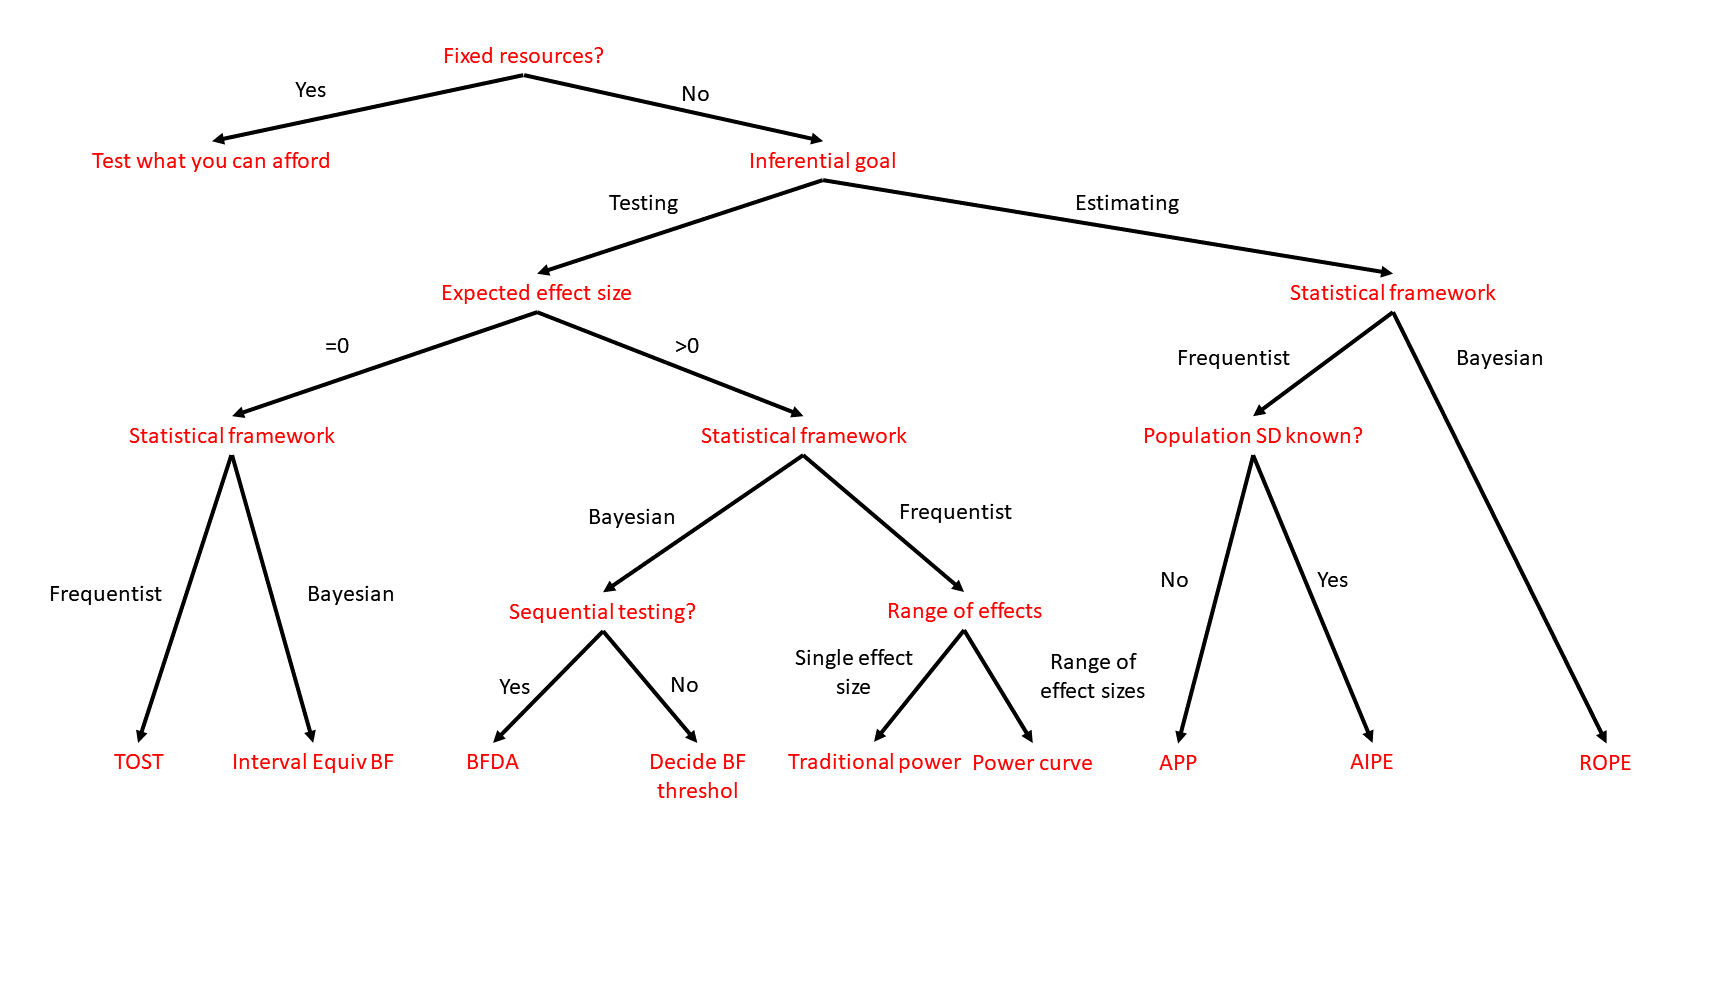 Fixed resources?
Yes
No
Test what you can afford
Inferential goal
Testing
Estimating
Expected effect size
Statistical framework
=0
>0
Frequentist
Bayesian
Statistical framework
Statistical framework
Population SD known?
Bayesian
Frequentist
No
Yes
Frequentist
Bayesian
Sequential testing?
Range of effects
Single effect
size
Range of
effect sizes
Yes
No
TOST
Interval Equiv BF
BFDA
Decide BF
threshol
Traditional power
Power curve
APP
AIPE
ROPE